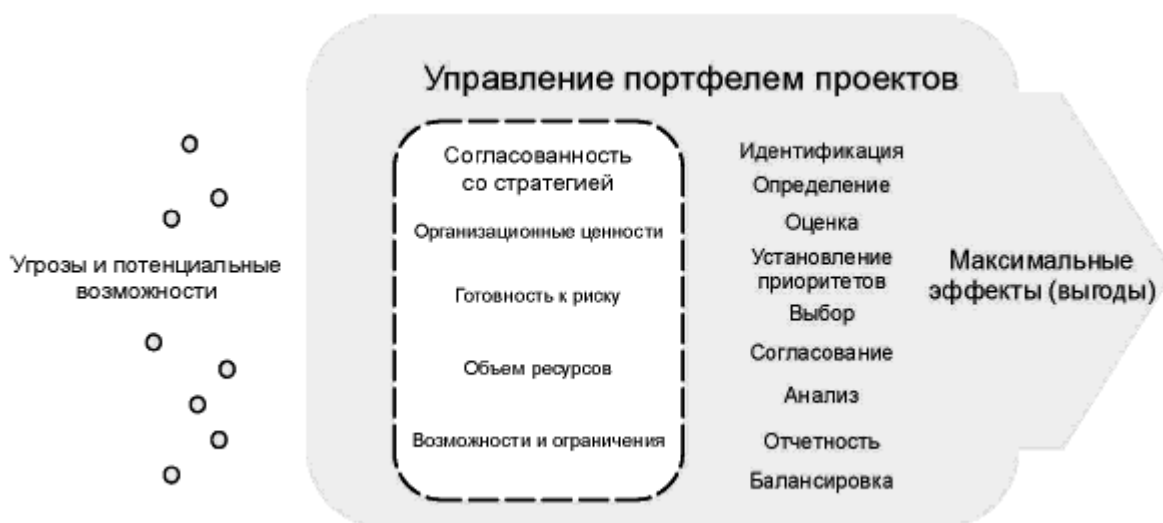 Управление портфелем проектов
Угрозы и потенциальные
возможности
Согласованность
со стратегией
Организационные ценности
Готовность к риску
Объем ресурсов
Возможности и ограничения
Идентификация
Определение
Оценка
Установление
приоритетов
Выбор
Согласование
Анализ
Отчетность
Балансировка
Максимальные
эффекты (выгоды)